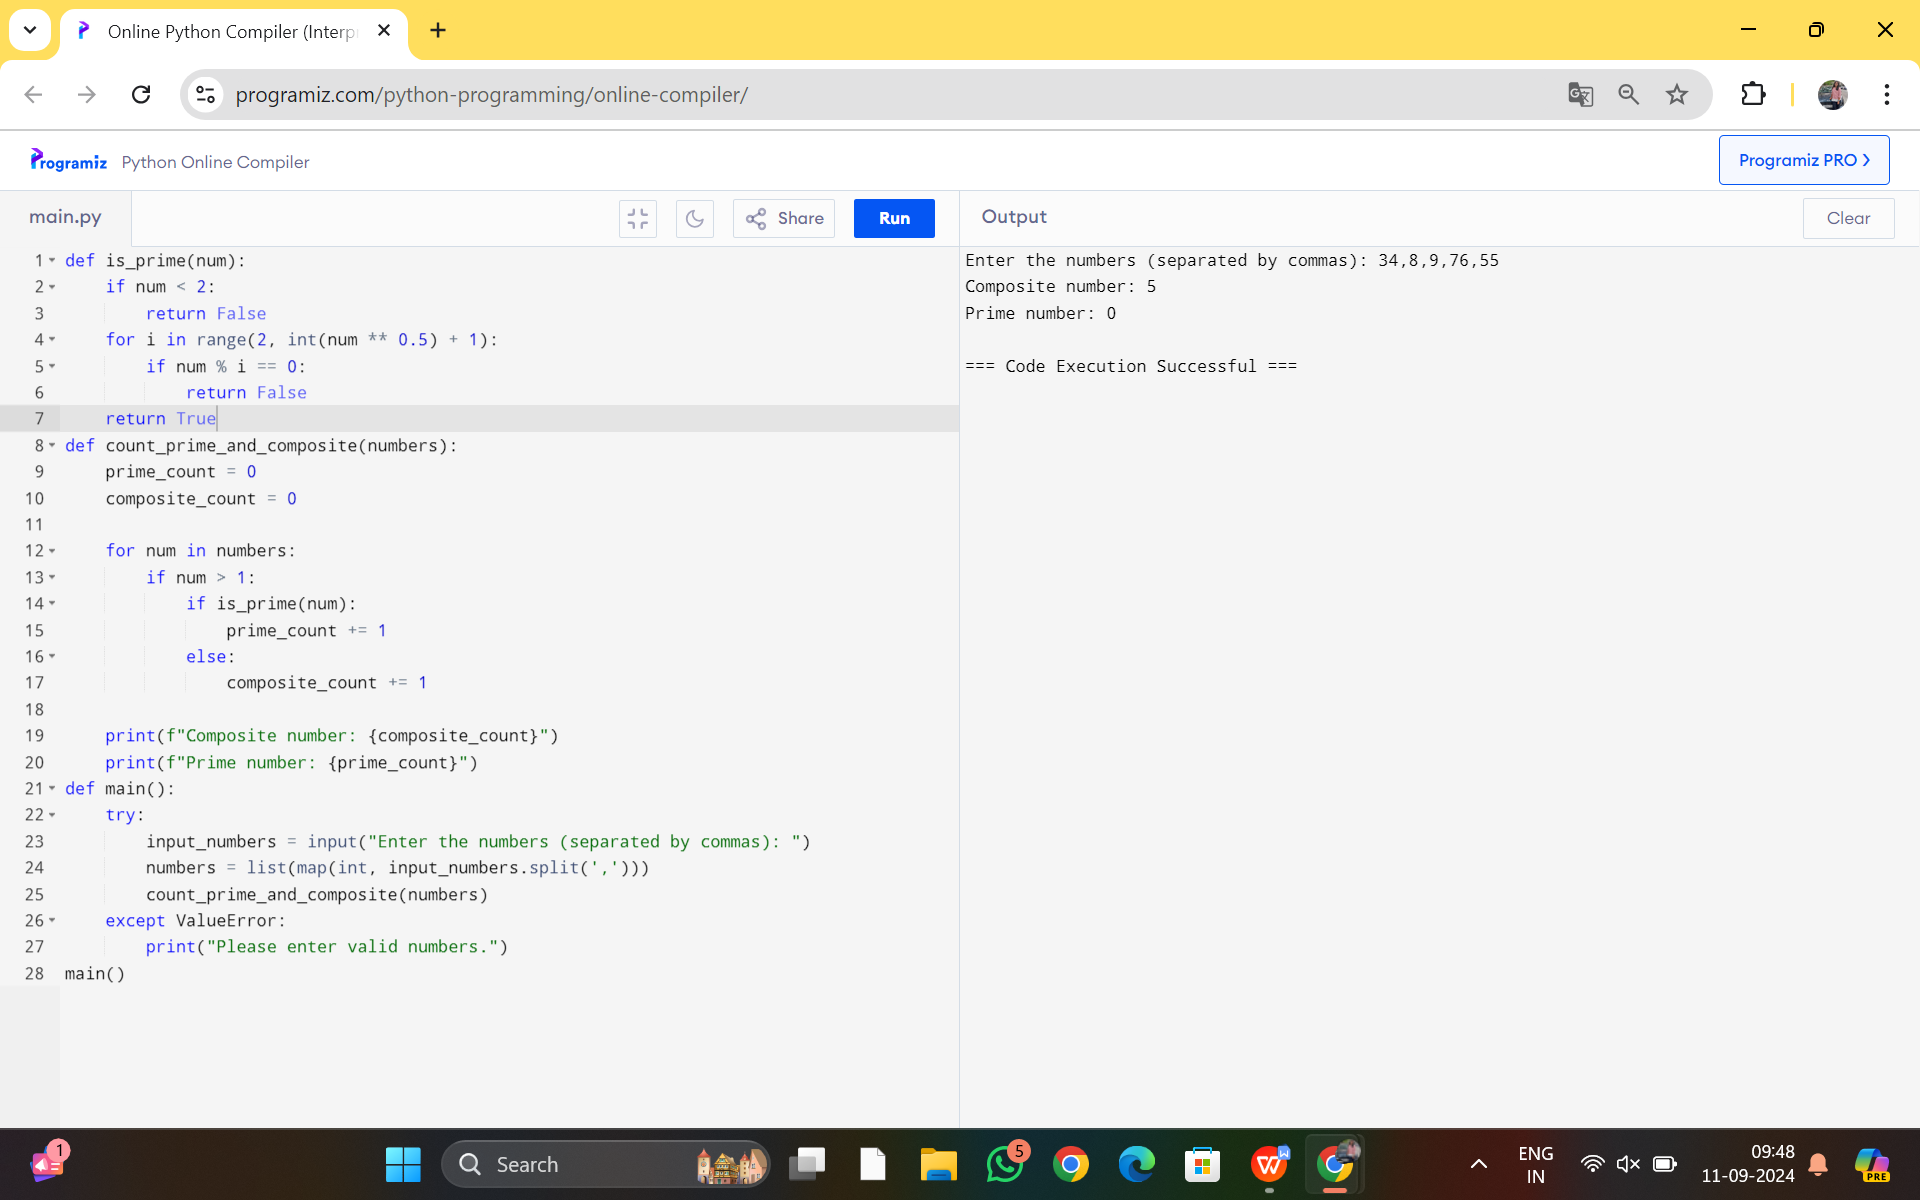 Online Python Compiler (Interp
programiz.com/python-programming/online-compiler/
Programiz Python Online Compiler
Programiz PRO >
main.py
Share
Run
Output
Clear
1 def is_prime(num):
2     if num < 2:
3         return False
4     for i in range(2, int(num ** 0.5) + 1):
5         if num % i == 0:
6             return False
7     return True
8 def count_prime_and_composite(numbers):
9     prime_count = 0
10     composite_count = 0
11
12     for num in numbers:
13         if num > 1:
14             if is_prime(num):
15                 prime_count += 1
16             else:
17                 composite_count += 1
18
19     print(f"Composite number: {composite_count}")
20     print(f"Prime number: {prime_count}")
21 def main():
22     try:
23         input_numbers = input("Enter the numbers (separated by commas): ")
24         numbers = list(map(int, input_numbers.split(',')))
25         count_prime_and_composite(numbers)
26     except ValueError:
27         print("Please enter valid numbers.")
28 main()
Enter the numbers (separated by commas): 34,8,9,76,55
Composite number: 5
Prime number: 0
=== Code Execution Successful ===
1
Search
5
W
ENG
IN
09:48
11-09-2024
PRE